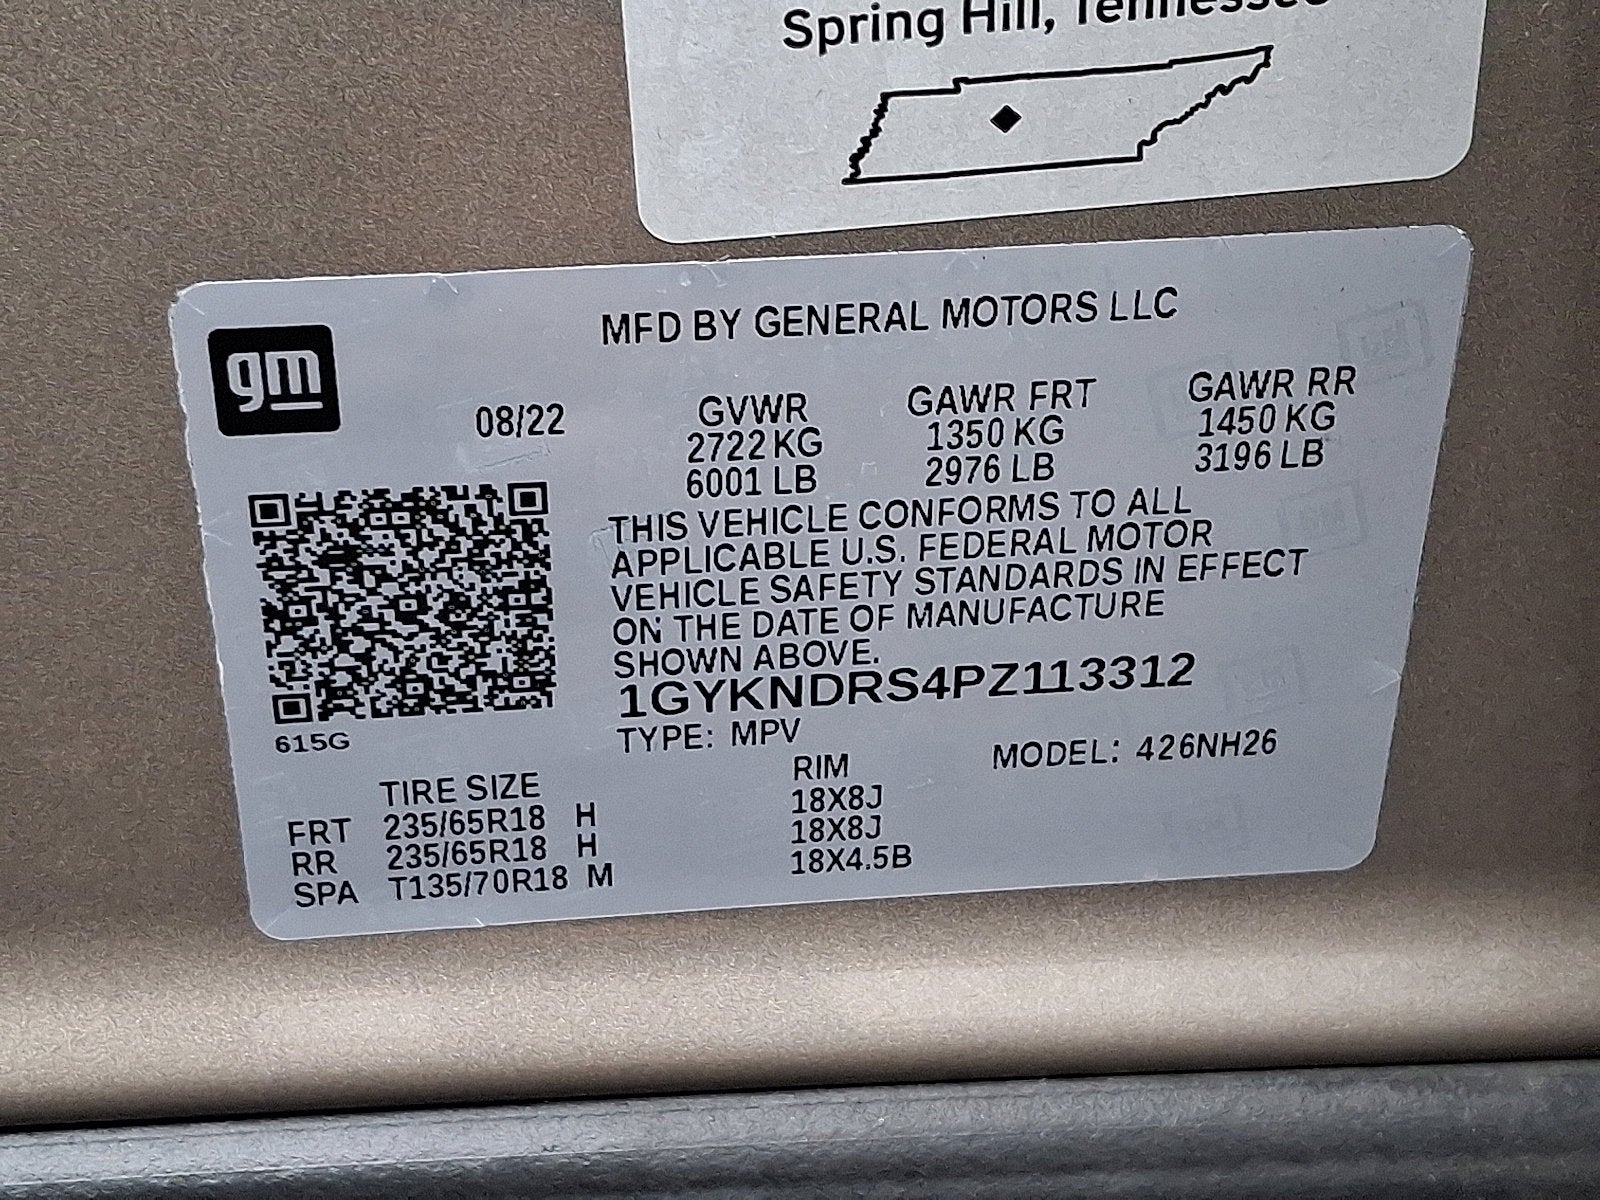 Spring Hill, Tennessee
MFD BY GENERAL MOTORS LLC
gm
08/22
GVWR GAWR FRT GAWR RR
2722 KG 1350 KG 1450 KG
6001 LB 2976 LB 3196 LB
THIS VEHICLE CONFORMS TO ALL
APPLICABLE U.S. FEDERAL MOTOR
VEHICLE SAFETY STANDARDS IN EFFECT
ON THE DATE OF MANUFACTURE
SHOWN ABOVE.
1GYKNDRS4PZ113312
615G
TYPE: MPV MODEL: 426NH26
TIRE SIZE RIM
FRT 235/65R18 H 18X8J
RR 235/65R18 H 18X8J
SPA T135/70R18 M 18X4.5B